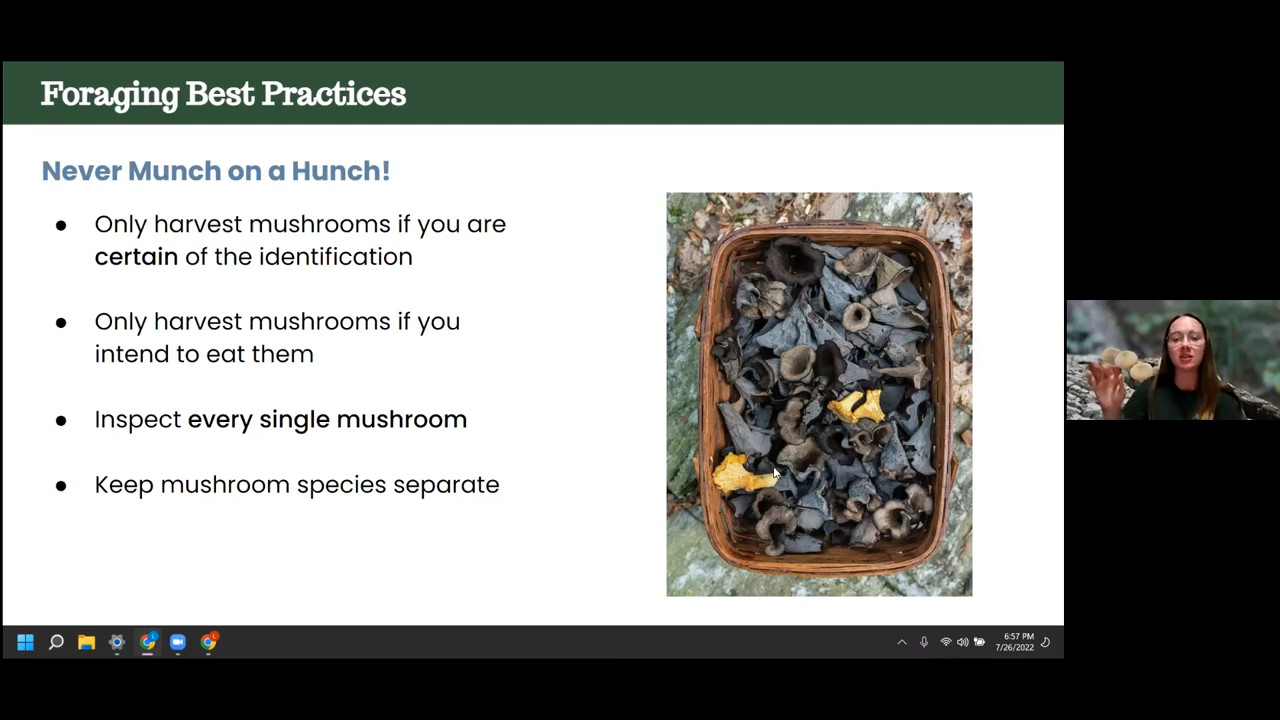 Foraging Best Practices
Never Munch on a Hunch!
● Only harvest mushrooms if you are
certain of the identification
● Only harvest mushrooms if you
intend to eat them
● Inspect every single mushroom
● Keep mushroom species separate
6:57 PM
7/26/2022